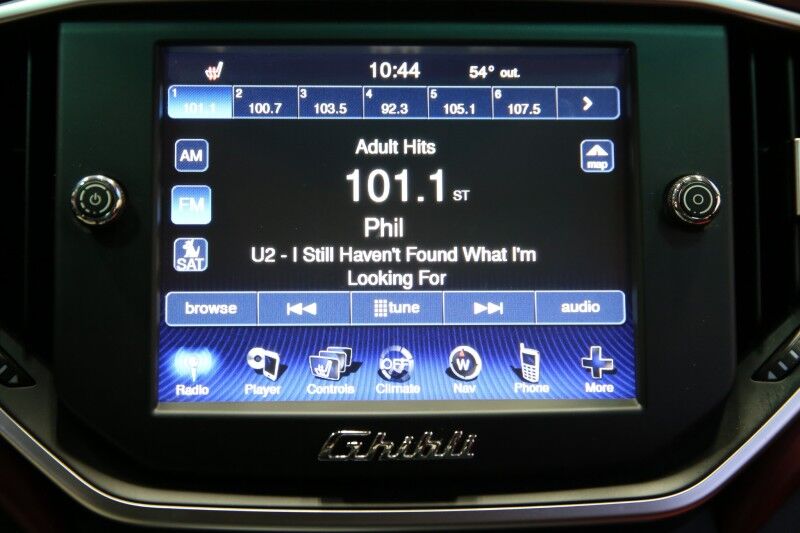 10:44 54° out.
1 2 3 4 5 6
101.1 100.7 103.5 92.3 105.1 107.5
AM
Adult Hits
map
101.1 ST
FM
Phil
SAT
U2 - I Still Haven't Found What I'm
Looking For
browse tune audio
OFF
Radio Player Controls Climate Nav Phone More
Ghibli